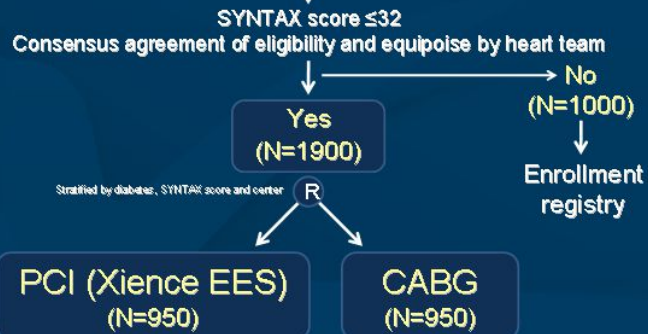 SYNTAX score ≤32
Consensus agreement of eligibility and equipoise by heart team
No
(N=1000)
Yes
(N=1900)
Enrollment
registry
Stratified by diabetes, SYNTAX score and center
R
PCI (Xience EES)
(N=950)
CABG
(N=950)